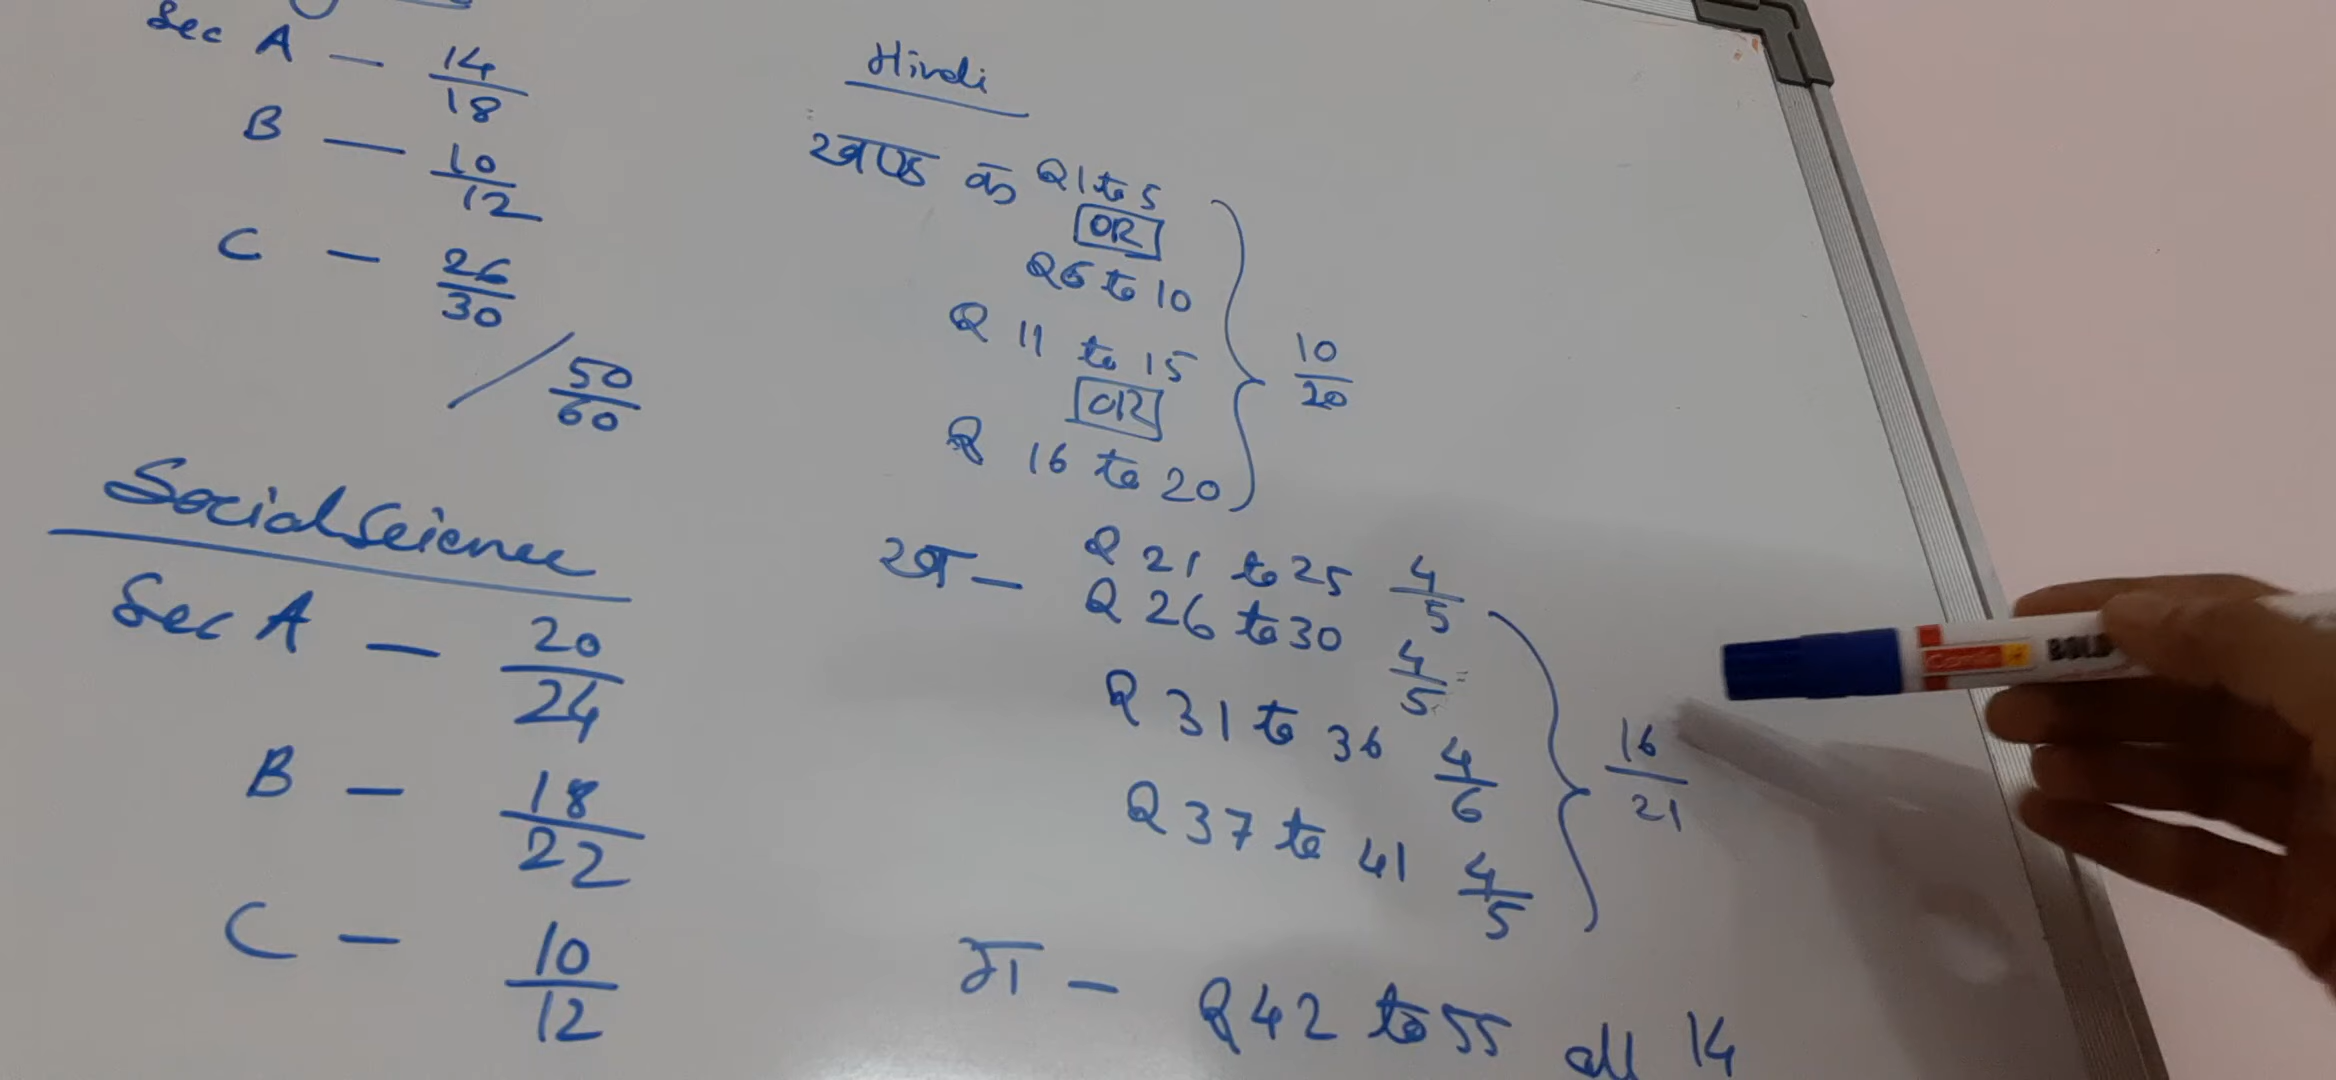 Sec A - 14/18
B - 10/12
C - 26/30
/ 50/60
Social Science
Sec A - 20/24
B - 18/22
C - 10/12
Hindi
खण्ड क Q1 to 5
OR
Q6 to 10
Q 11 to 15
OR
Q 16 to 20
10/20
ख - Q 21 to 25 4/5
Q 26 to 30 4/5
Q 31 to 36 4/6
Q 37 to 41 4/5
16/21
ग - Q 42 to 55 all 14
Camlin
BOLD